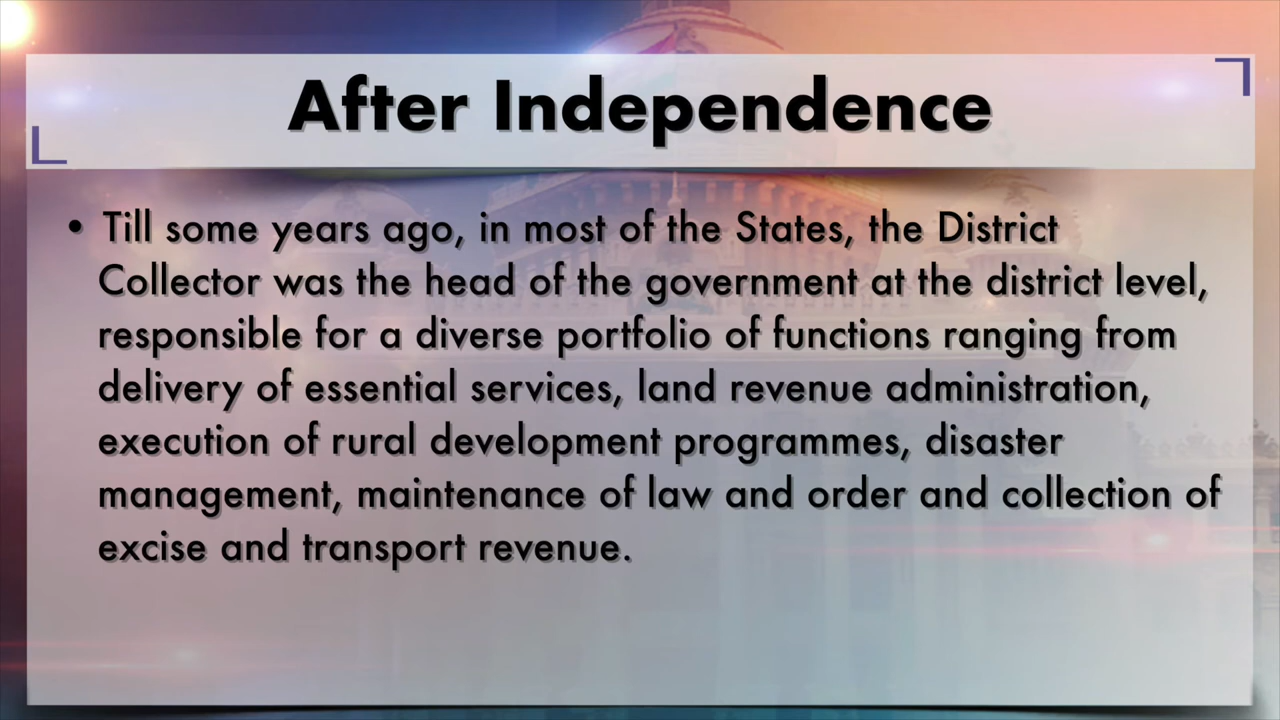 After Independence
• Till some years ago, in most of the States, the District
Collector was the head of the government at the district level,
responsible for a diverse portfolio of functions ranging from
delivery of essential services, land revenue administration,
execution of rural development programmes, disaster
management, maintenance of law and order and collection of
excise and transport revenue.